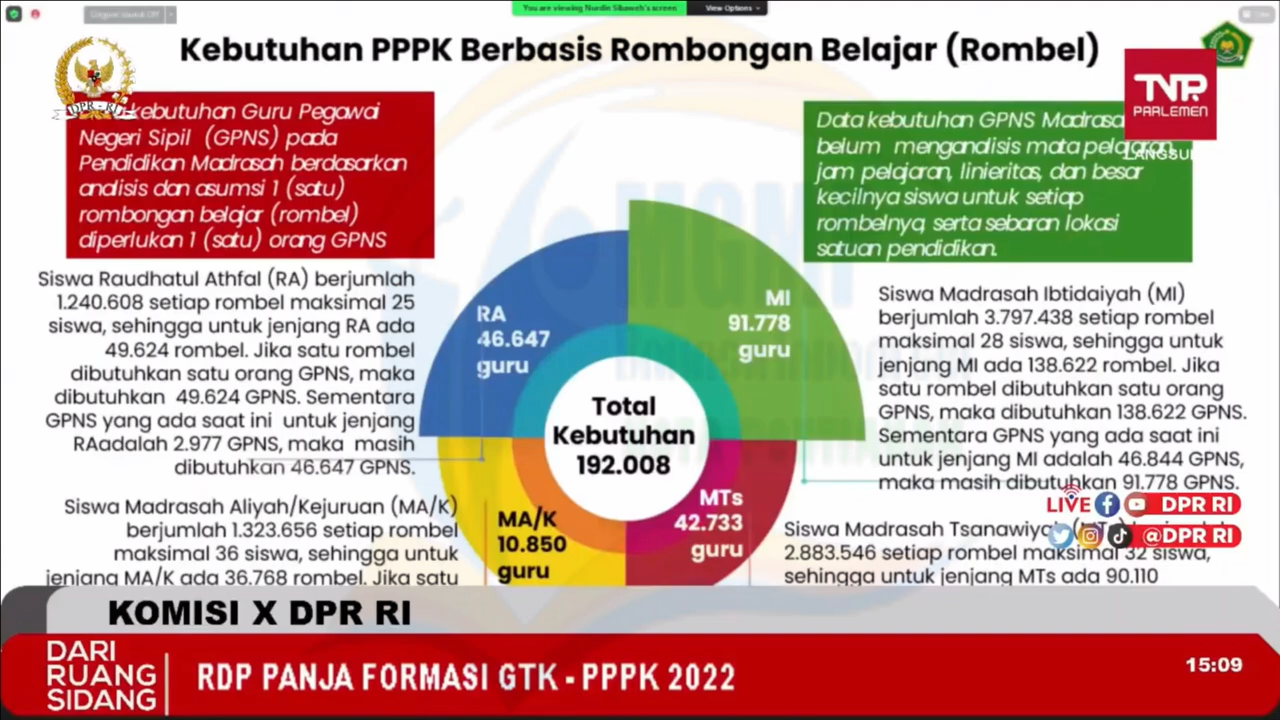 You are viewing Nurdin Sibaweh's screen
View Options
Kebutuhan PPPK Berbasis Rombongan Belajar (Rombel)
DPR - RI
kebutuhan Guru Pegawai
Negeri Sipil (GPNS) pada
Pendidikan Madrasah berdasarkan
analisis dan asumsi 1 (satu)
rombongan belajar (rombel)
diperlukan 1 (satu) orang GPNS
Data kebutuhan GPNS Madrasa
belum menganalisis mata pelajaran,
jam pelajaran, linieritas, dan besar
kecilnya siswa untuk setiap
rombelnya, serta sebaran lokasi
satuan pendidikan.
TVP
PARLEMEN
LANGSU
Siswa Raudhatul Athfal (RA) berjumlah
1.240.608 setiap rombel maksimal 25
siswa, sehingga untuk jenjang RA ada
49.624 rombel. Jika satu rombel
dibutuhkan satu orang GPNS, maka
dibutuhkan 49.624 GPNS. Sementara
GPNS yang ada saat ini untuk jenjang
RAadalah 2.977 GPNS, maka masih
dibutuhkan 46.647 GPNS.
RA
46.647
guru
MI
91.778
guru
Total
Kebutuhan
192.008
MA/K
10.850
guru
MTs
42.733
guru
Siswa Madrasah Ibtidaiyah (MI)
berjumlah 3.797.438 setiap rombel
maksimal 28 siswa, sehingga untuk
jenjang MI ada 138.622 rombel. Jika
satu rombel dibutuhkan satu orang
GPNS, maka dibutuhkan 138.622 GPNS.
Sementara GPNS yang ada saat ini
untuk jenjang MI adalah 46.844 GPNS,
maka masih dibutuhkan 91.778 GPNS.
Siswa Madrasah Aliyah/Kejuruan (MA/K)
berjumlah 1.323.656 setiap rombel
maksimal 36 siswa, sehingga untuk
jenjang MA/K ada 36.768 rombel. Jika satu
Siswa Madrasah Tsanawiyah
2.883.546 setiap rombel maksimal 32 siswa,
sehingga untuk jenjang MTs ada 90.110
LIVE DPR RI
@DPR RI
KOMISI X DPR RI
DARI
RUANG
SIDANG
RDP PANJA FORMASI GTK - PPPK 2022
15:09